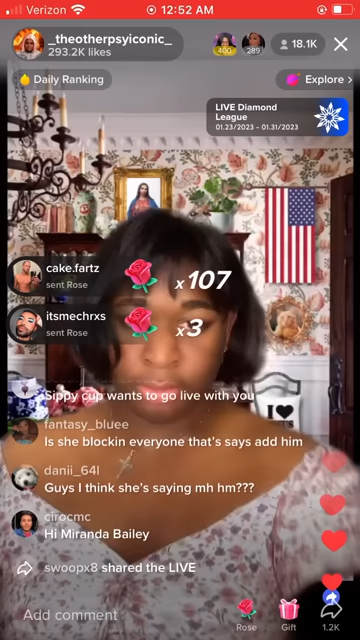 Verizon
12:52 AM
_theotherpsyiconic_
293.2K likes
400
289
18.1K
Daily Ranking
Explore
LIVE Diamond
League
01.23/2023 - 01.31/2023
cake.fartz
sent Rose
x107
itsmechrxs
sent Rose
x3
Sippy cup wants to go live with you
fantasy_bluee
Is she blockin everyone that's says add him
danii_64l
Guys I think she's saying mh hm???
cirocmc
Hi Miranda Bailey
swoopx8 shared the LIVE
I
Add comment
Rose
Gift
1.2K